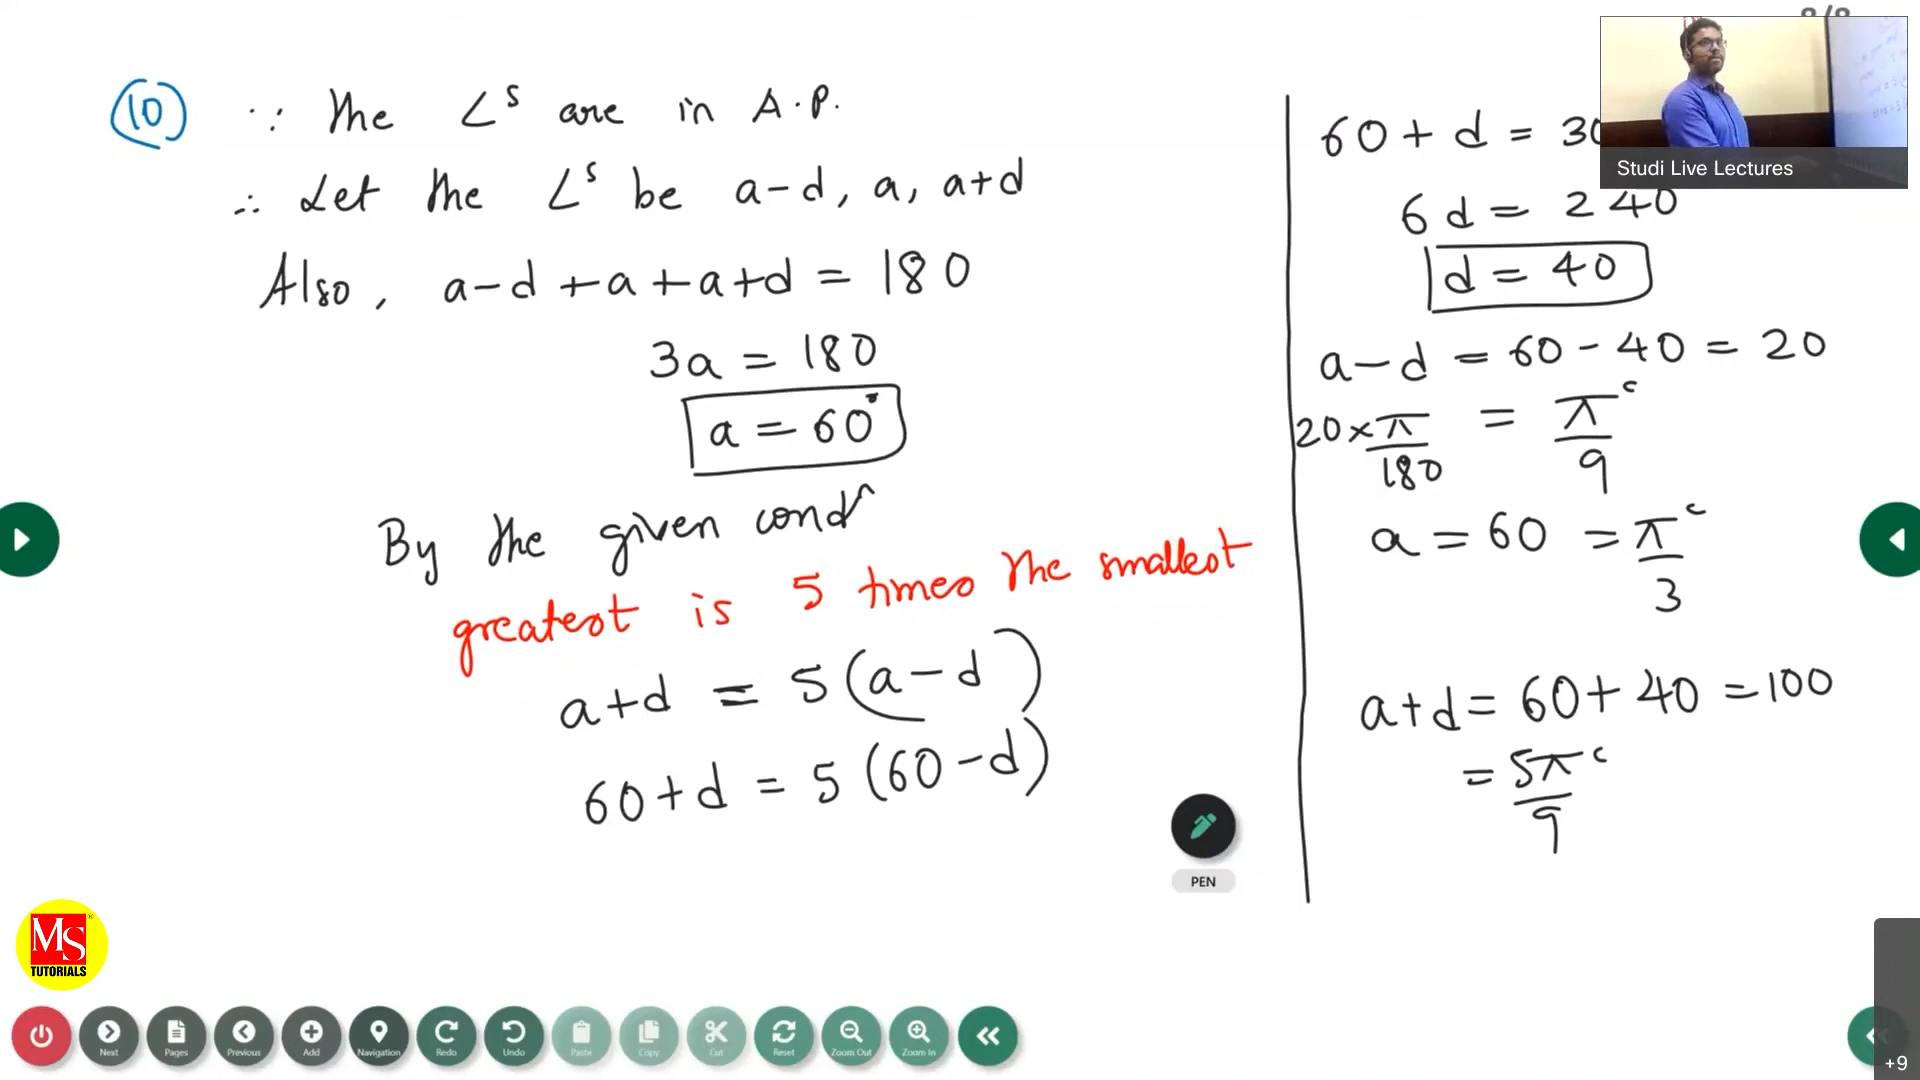 (10) ∵ The ∠s are in A.P.
∴ Let the ∠s be a-d, a, a+d
Also, a-d + a + a+d = 180
3a = 180
a = 60°
By the given condn
greatest is 5 times the smallest
a+d = 5(a-d)
60+d = 5(60-d)
60+d = 30
6d = 240
d = 40
a-d = 60-40 = 20
20×π/180 = πᶜ/9
a = 60 = πᶜ/3
a+d = 60+40 = 100
= 5πᶜ/9
Studi Live Lectures
PEN
MS
TUTORIALS
Next Pages Previous Add Navigation Redo Undo Paste Copy Cut Reset Zoom Out Zoom In
+9